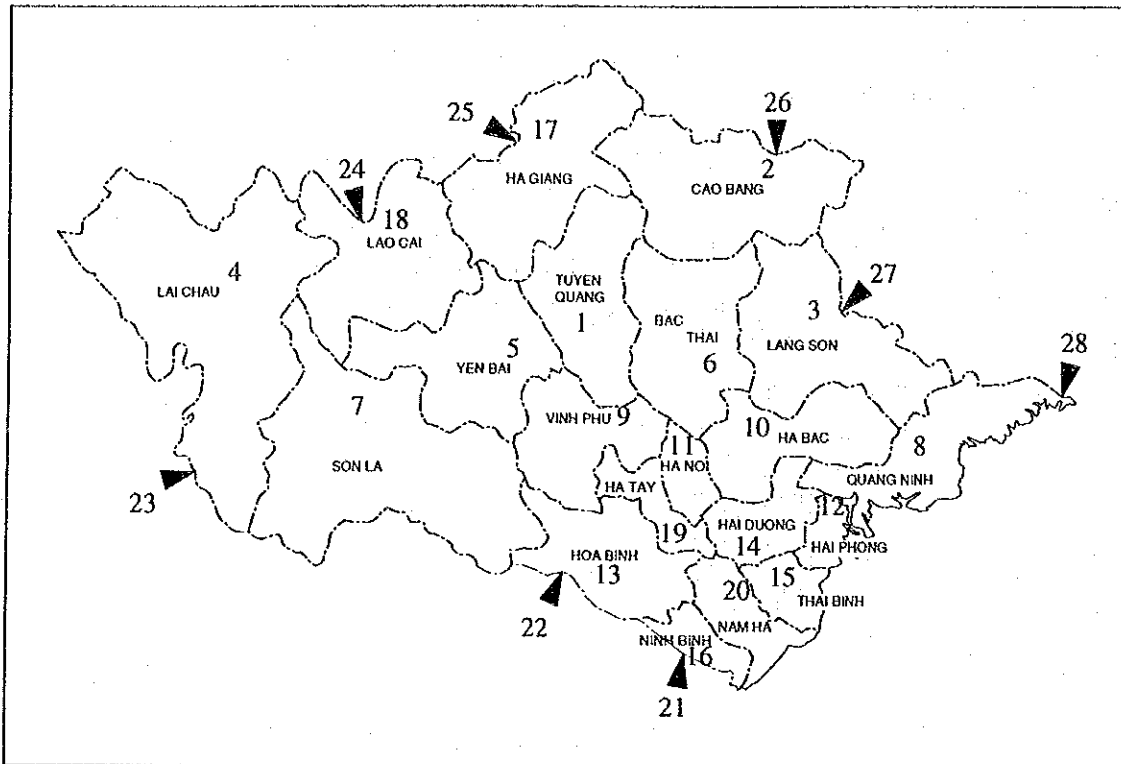 26
25
17
2
HA GIANG
CAO BANG
24
18
LAO CAI
4
LAI CHAU
TUYEN
QUANG
1
27
3
BAC
THAI
LANG SON
6
28
5
YEN BAI
7
VINH PHU 9
10
HA BAC
11
HA NOI
8
SON LA
QUANG NINH
HA TAY
23
12
19
HAI DUONG
14
HAI PHONG
HOA BINH
13
15
20
THAI BINH
22
NAM HA
NINH BINH
16
21